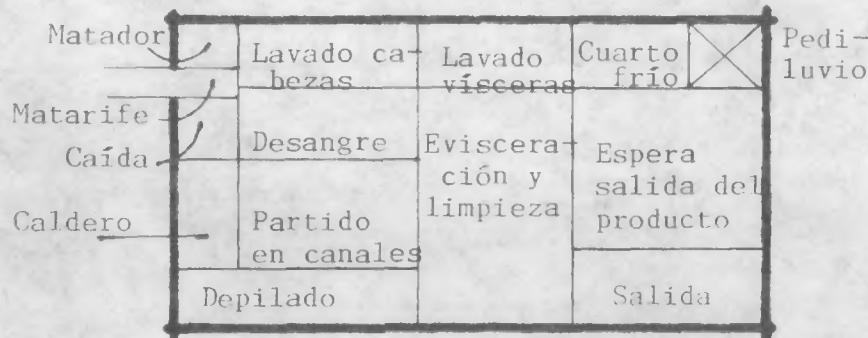 Matador
Lavado ca-
bezas
Lavado
vísceras
Cuarto
frío
Pedi-
luvio
Matarife
Caída
Desangre
Eviscera-
ción y
limpieza
Espera
salida del
producto
Caldero
Partido
en canales
Depilado
Salida